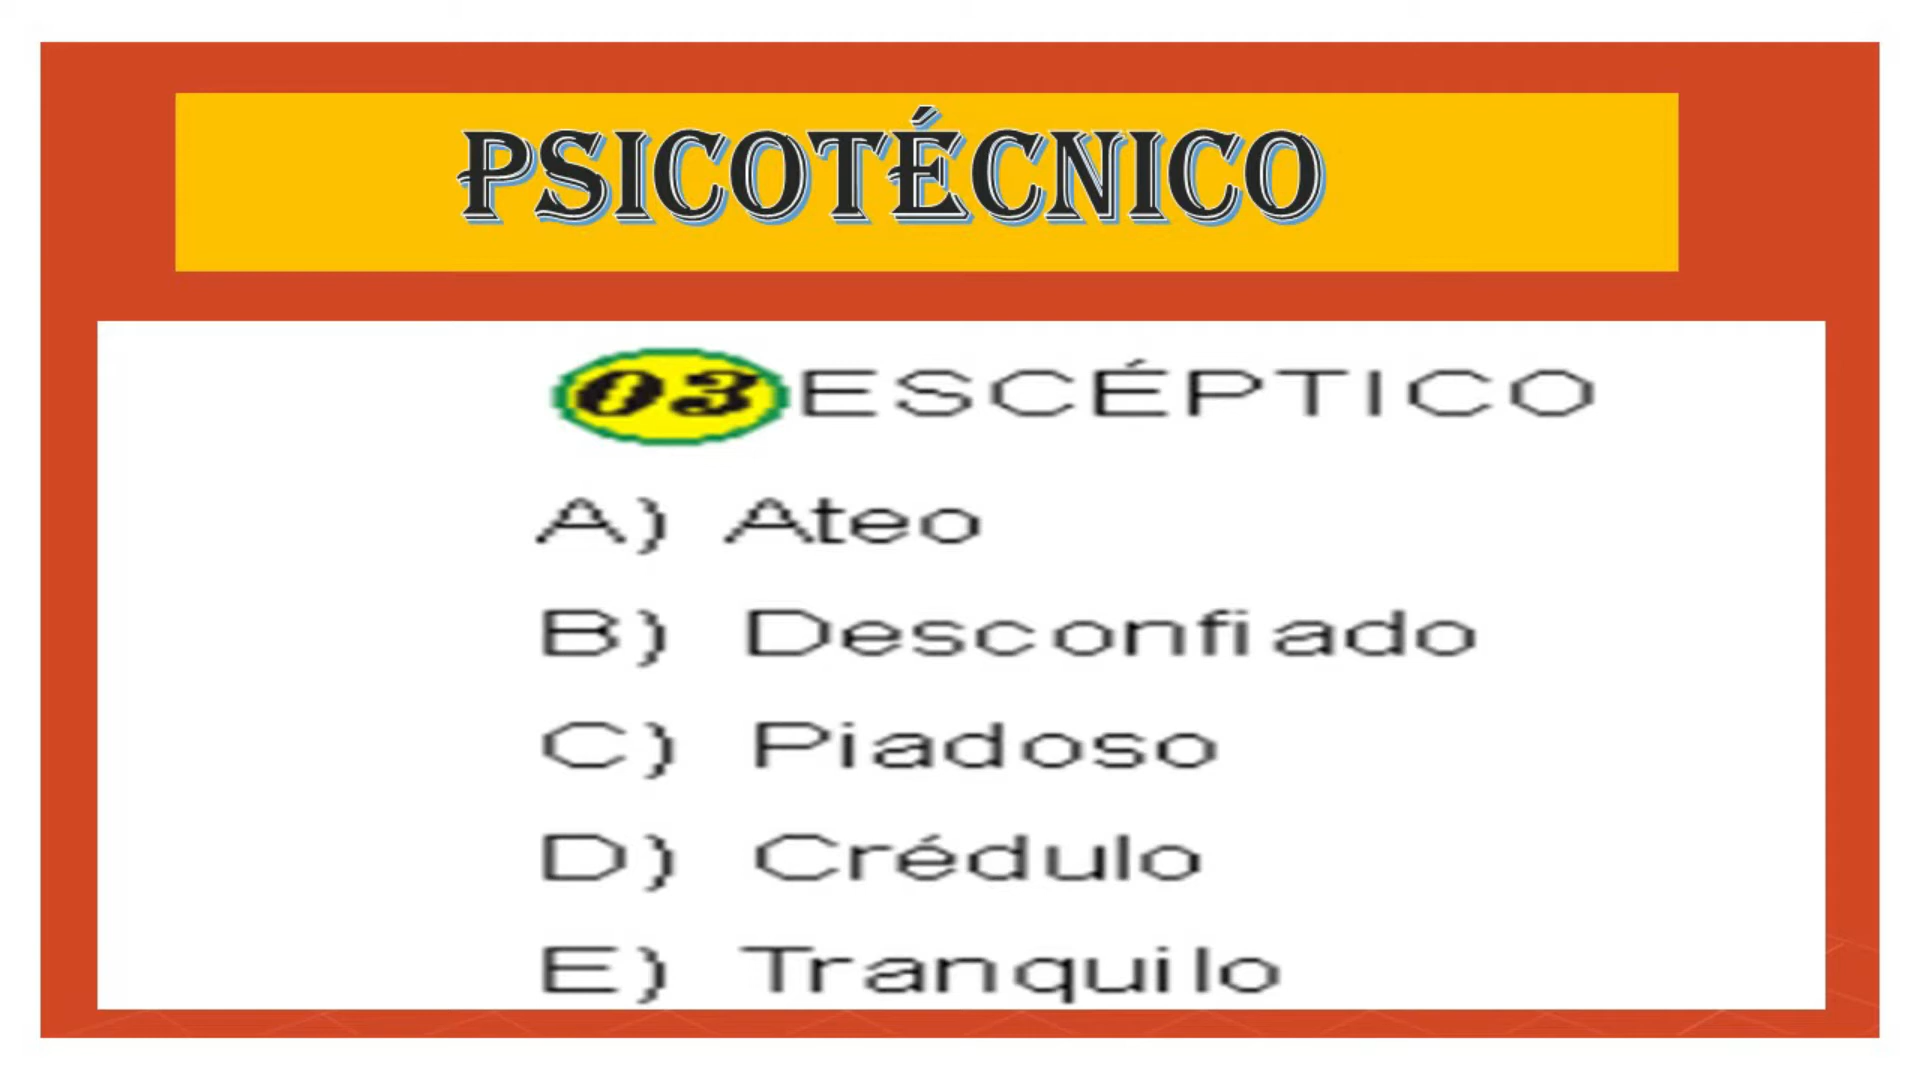 PSICOTÉCNICO
03 ESCÉPTICO
A) Ateo
B) Desconfiado
C) Piadoso
D) Crédulo
E) Tranquilo